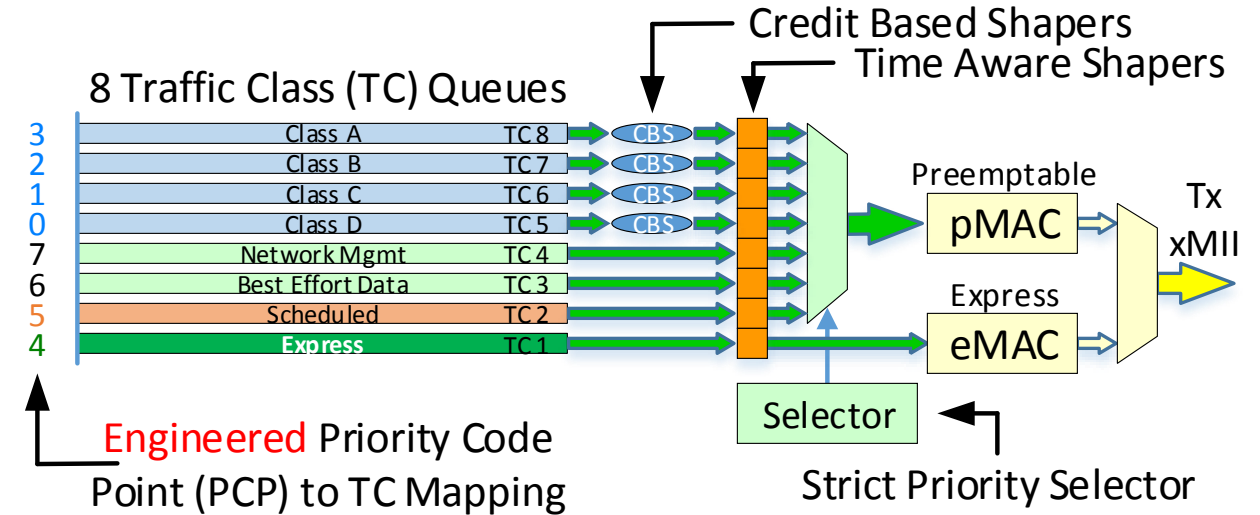 Credit Based Shapers
Time Aware Shapers
8 Traffic Class (TC) Queues
3 Class A TC 8 CBS
2 Class B TC 7 CBS
1 Class C TC 6 CBS
0 Class D TC 5 CBS
7 Network Mgmt TC 4
6 Best Effort Data TC 3
5 Scheduled TC 2
4 Express TC 1
Preemptable
pMAC
Express
eMAC
Tx
xMII
Selector
Engineered Priority Code
Point (PCP) to TC Mapping
Strict Priority Selector